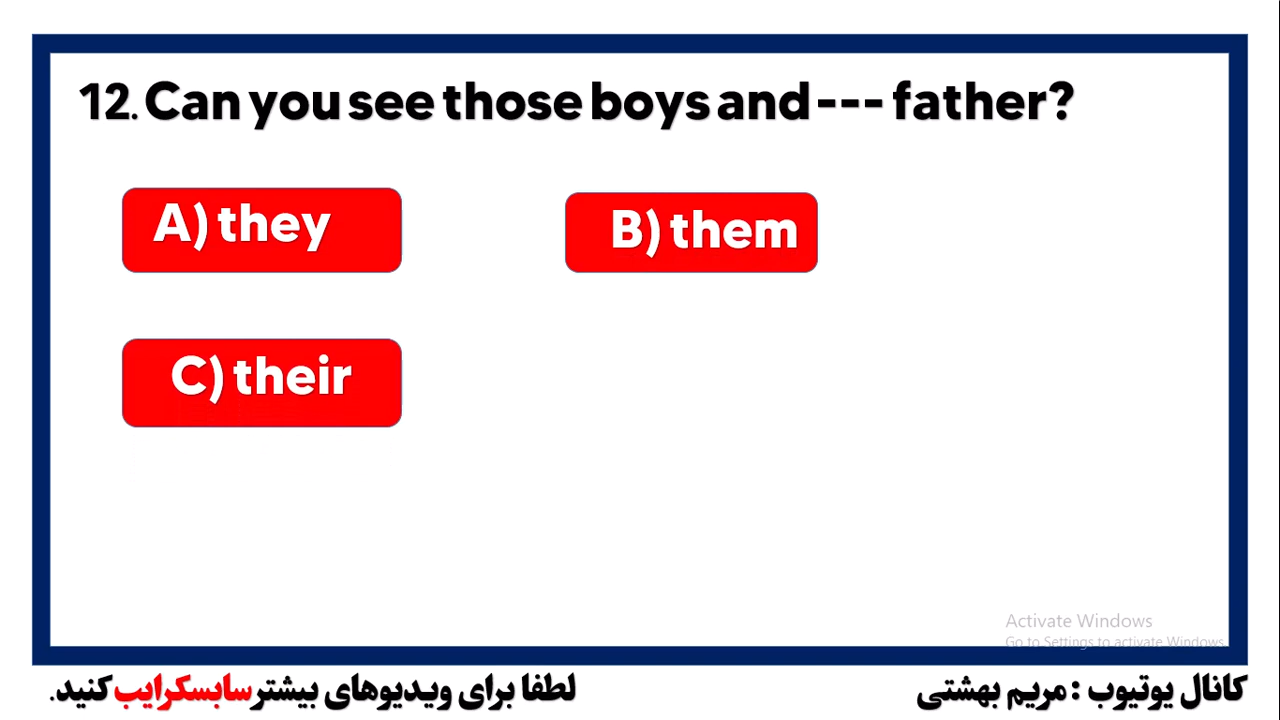 12. Can you see those boys and --- father?
A) they
B) them
C) their
Activate Windows
Go to Settings to activate Windows.
لطفا برای ویدیوهای بیشتر سابسکرایب کنید.
کانال یوتیوب : مریم بهشتی